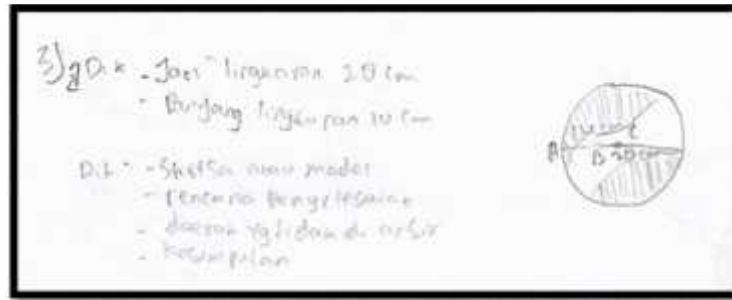 3) a Dik - Jari" lingkaran 20 cm
- Panjang lingkaran 10 cm
Dit - Sketsa atau model
- rencana Penyelesaian
- daerah yg tidak di arsir
- Kesimpulan
A
B 20 cm